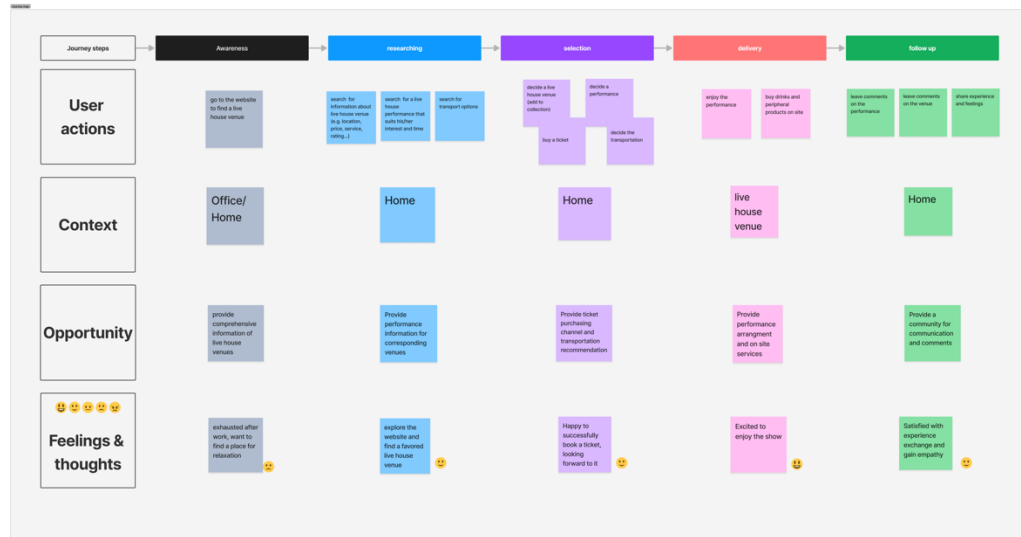 Journey steps
Awareness
researching
selection
delivery
follow up
User
actions
go to the website
to find a live
house venue
search for
information about
live house venue
(e.g. location,
price, service,
rating...)
search for a live
house
performance that
suits his/her
interest and time
search for
transport options
decide a live
house venue
(add to
collection)
decide a
performance
buy a ticket
decide the
transportation
enjoy the
performance
buy drinks and
peripheral
products on site
leave comments
on the
performance
leave comments
on the venue
share experience
and feelings
Context
Office/
Home
Home
Home
live
house
venue
Home
Opportunity
provide
comprehensive
information of
live house
venues
Provide
performance
information for
corresponding
venues
Provide ticket
purchasing
channel and
transportation
recommendation
Provide
performance
arrangment
and on site
services
Provide a
community for
communication
and comments
Feelings &
thoughts
exhausted after
work, want to
find a place for
relaxation
explore the
website and
find a favored
live house
venue
Happy to
successfully
book a ticket,
looking
forward to it
Excited to
enjoy the show
Satisfied with
experience
exchange and
gain empathy